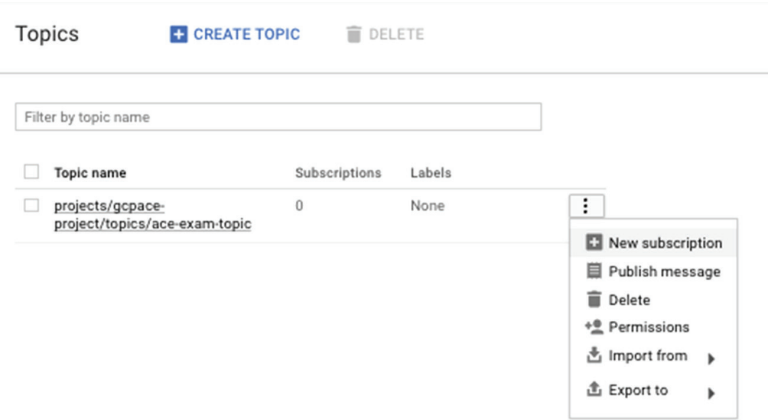 Topics
CREATE TOPIC
DELETE
Filter by topic name
Topic name Subscriptions Labels
projects/gcpace- 0 None
project/topics/ace-exam-topic
New subscription
Publish message
Delete
Permissions
Import from
Export to